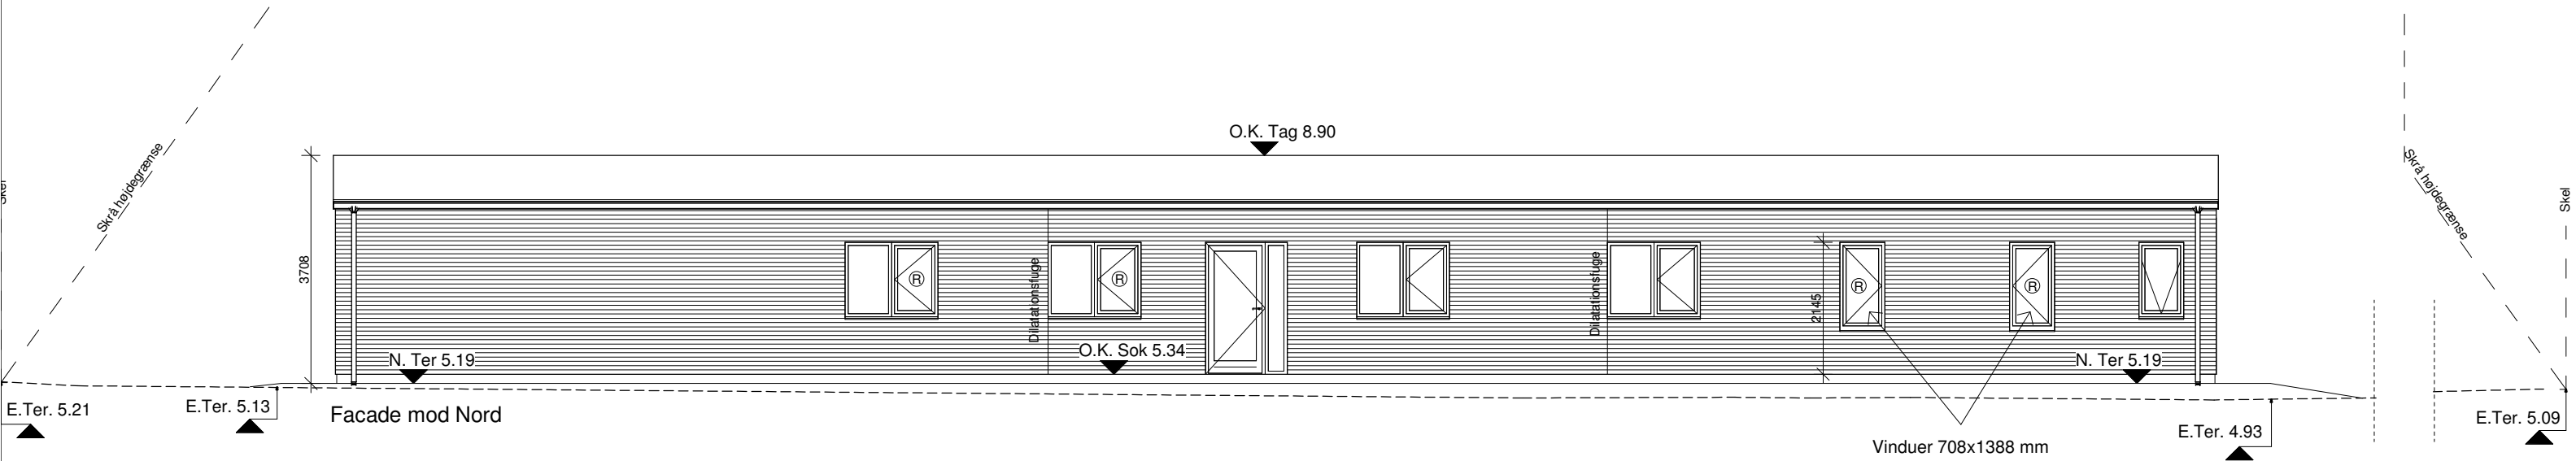 O.K. Tag 8.90
Skel
Skrå højdegrænse
Skrå højdegrænse
Skel
3708
Dilatationsfuge
Dilatationsfuge
2145
R
R
R
R
N. Ter 5.19
O.K. Sok 5.34
N. Ter 5.19
E.Ter. 5.21
E.Ter. 5.13
Facade mod Nord
Vinduer 708x1388 mm
E.Ter. 4.93
E.Ter. 5.09